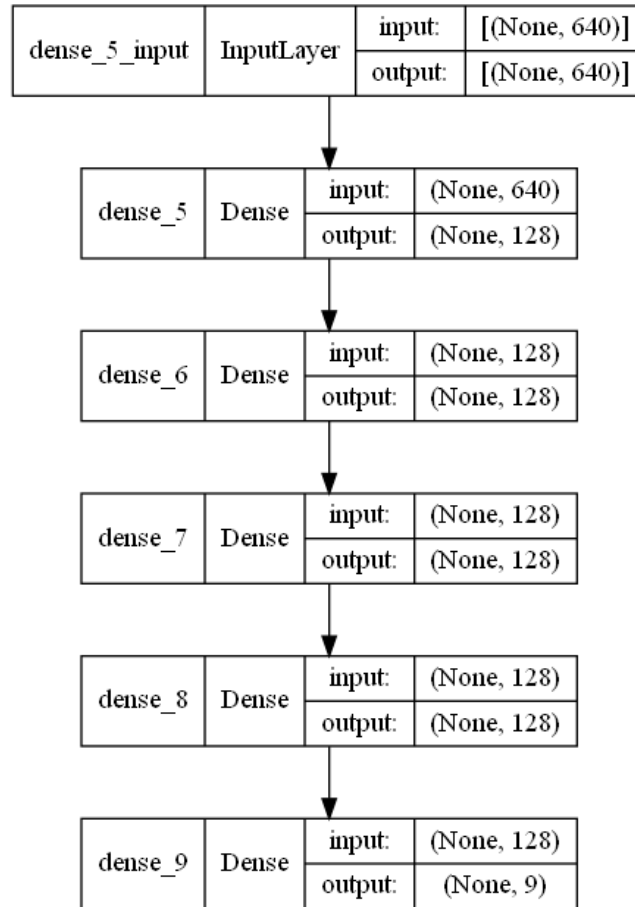 dense_5_input InputLayer input: [(None, 640)]
output: [(None, 640)]
dense_5 Dense input: (None, 640)
output: (None, 128)
dense_6 Dense input: (None, 128)
output: (None, 128)
dense_7 Dense input: (None, 128)
output: (None, 128)
dense_8 Dense input: (None, 128)
output: (None, 128)
dense_9 Dense input: (None, 128)
output: (None, 9)